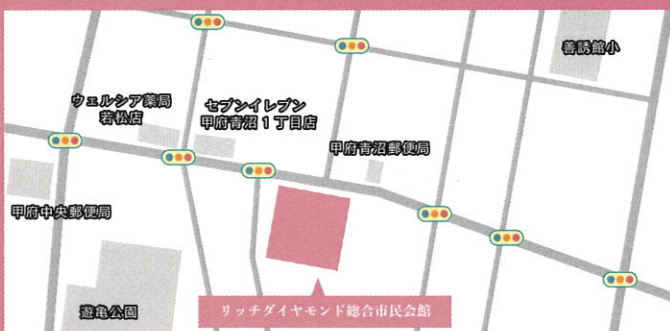 善誘館小
ウェルシア薬局
若松店
セブンイレブン
甲府青沼1丁目店
甲府青沼郵便局
甲府中央郵便局
遊亀公園
リッチダイヤモンド総合市民会館